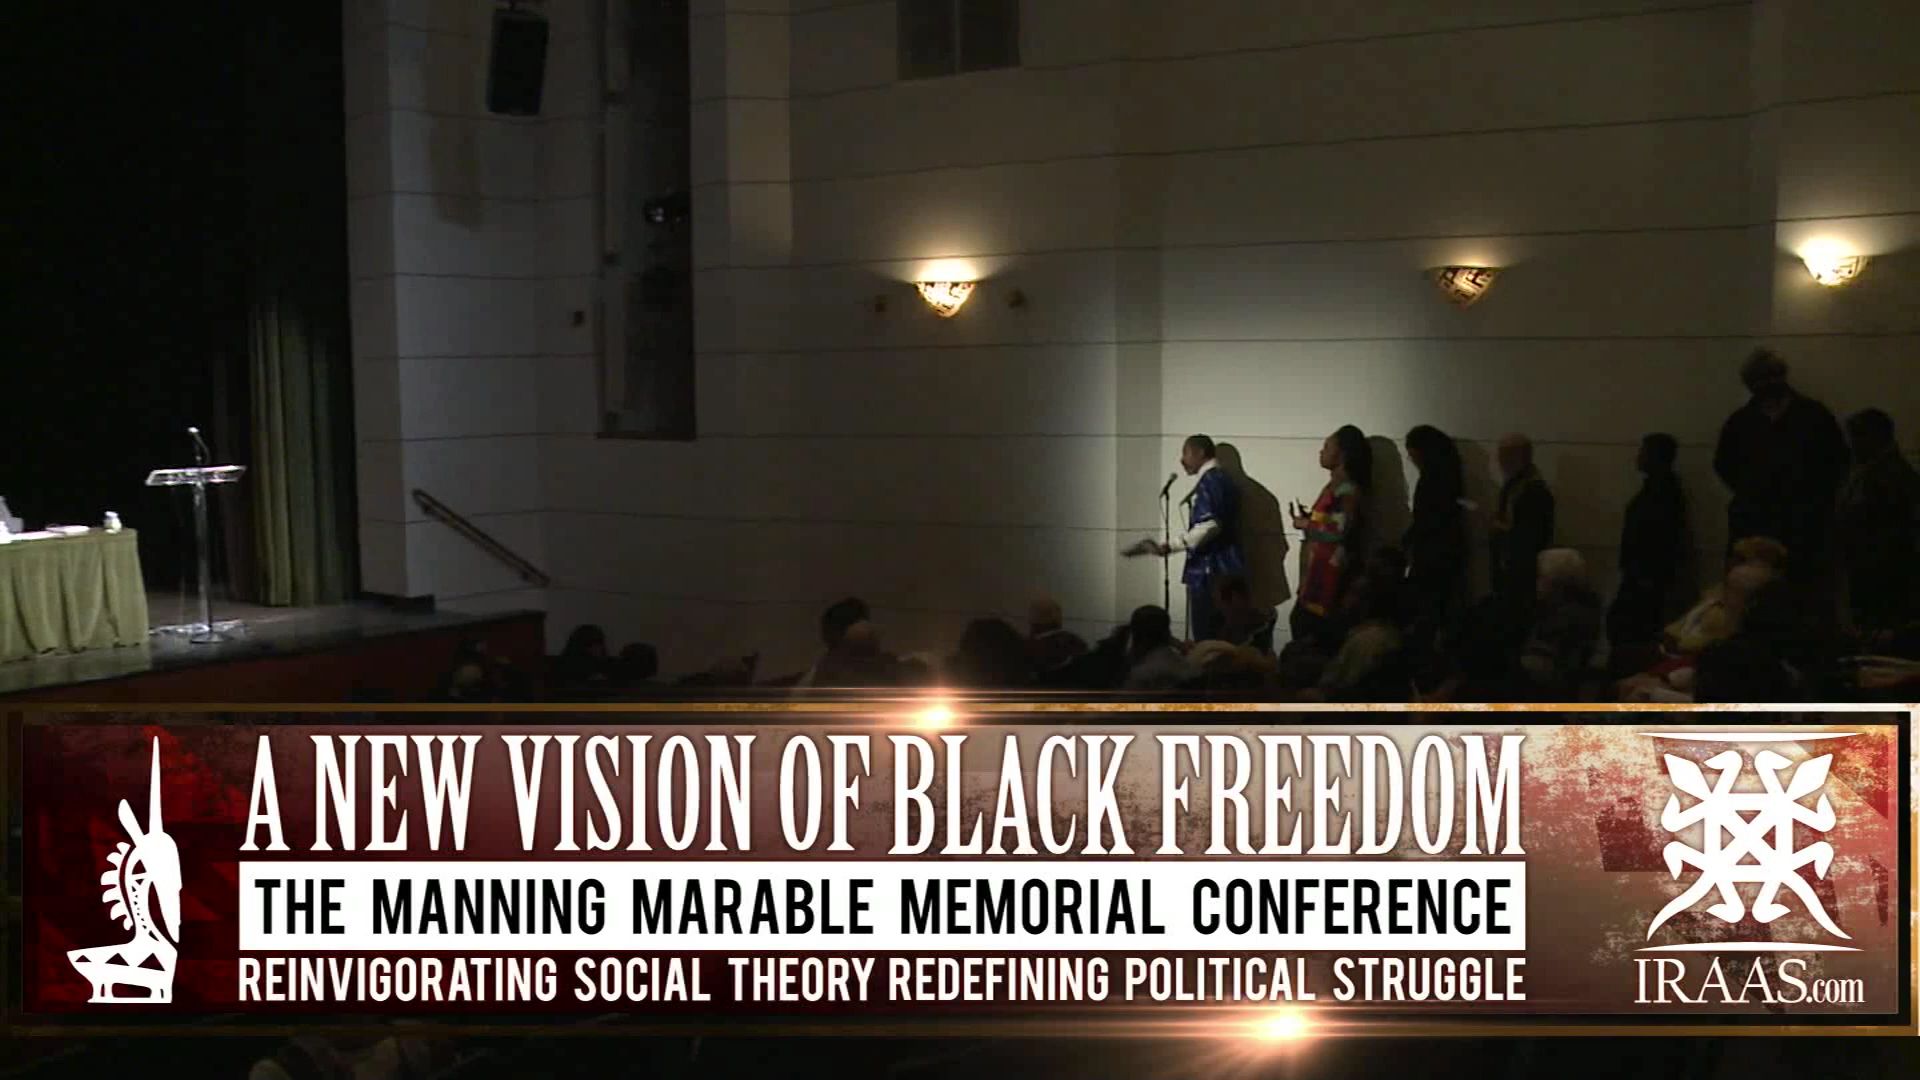 A NEW VISION OF BLACK FREEDOM
THE MANNING MARABLE MEMORIAL CONFERENCE
REINVIGORATING SOCIAL THEORY REDEFINING POLITICAL STRUGGLE
IRAAS.com